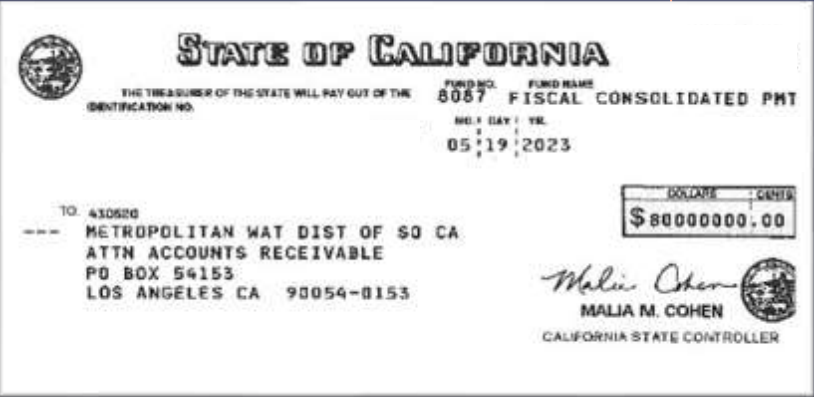 STATE OF CALIFORNIA
THE TREASURER OF THE STATE WILL PAY OUT OF THE
IDENTIFICATION NO.
FUND NO. FUND NAME
8087 FISCAL CONSOLIDATED PMT
MO. DAY YR.
05 19 2023
DOLLARS CENTS
$80000000.00
TO: 430620
--- METROPOLITAN WAT DIST OF SO CA
ATTN ACCOUNTS RECEIVABLE
PO BOX 54153
LOS ANGELES CA 90054-0153
Malia Cohen
MALIA M. COHEN
CALIFORNIA STATE CONTROLLER